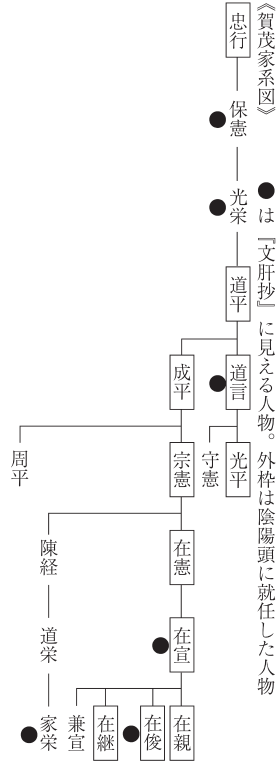 《賀茂家系図》
●は『文肝抄』に見える人物。外枠は陰陽頭に就任した人物
忠行
●保憲
●光栄
道平
●道言
光平
守憲
成平
宗憲
在憲
●在宣
在親
●在俊
在継
兼宣
陳経
道栄
●家栄
周平